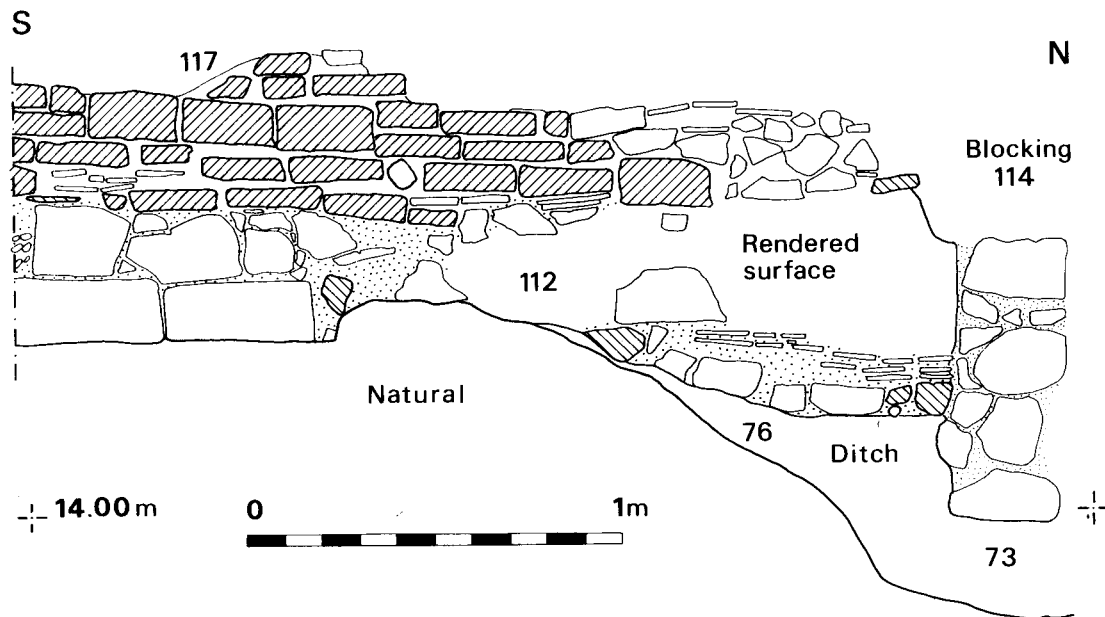 S
117
N
Blocking
114
Rendered
surface
112
Natural
76
Ditch
14.00 m
0
1m
73